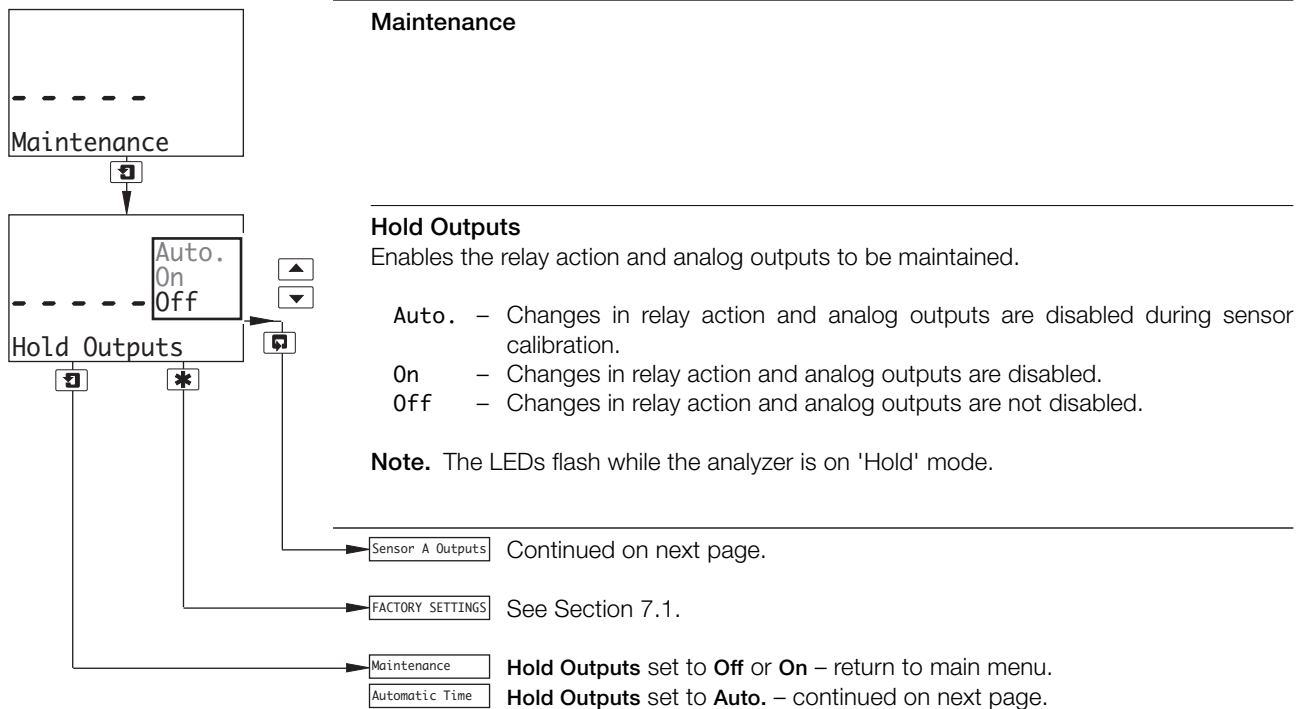 Maintenance
- - - - -
Maintenance
Hold Outputs
Enables the relay action and analog outputs to be maintained.
Auto.
On
- - - - - Off
Hold Outputs
Auto. – Changes in relay action and analog outputs are disabled during sensor
calibration.
On – Changes in relay action and analog outputs are disabled.
Off – Changes in relay action and analog outputs are not disabled.
Note. The LEDs flash while the analyzer is on 'Hold' mode.
Sensor A Outputs Continued on next page.
FACTORY SETTINGS See Section 7.1.
Maintenance Hold Outputs set to Off or On – return to main menu.
Automatic Time Hold Outputs set to Auto. – continued on next page.